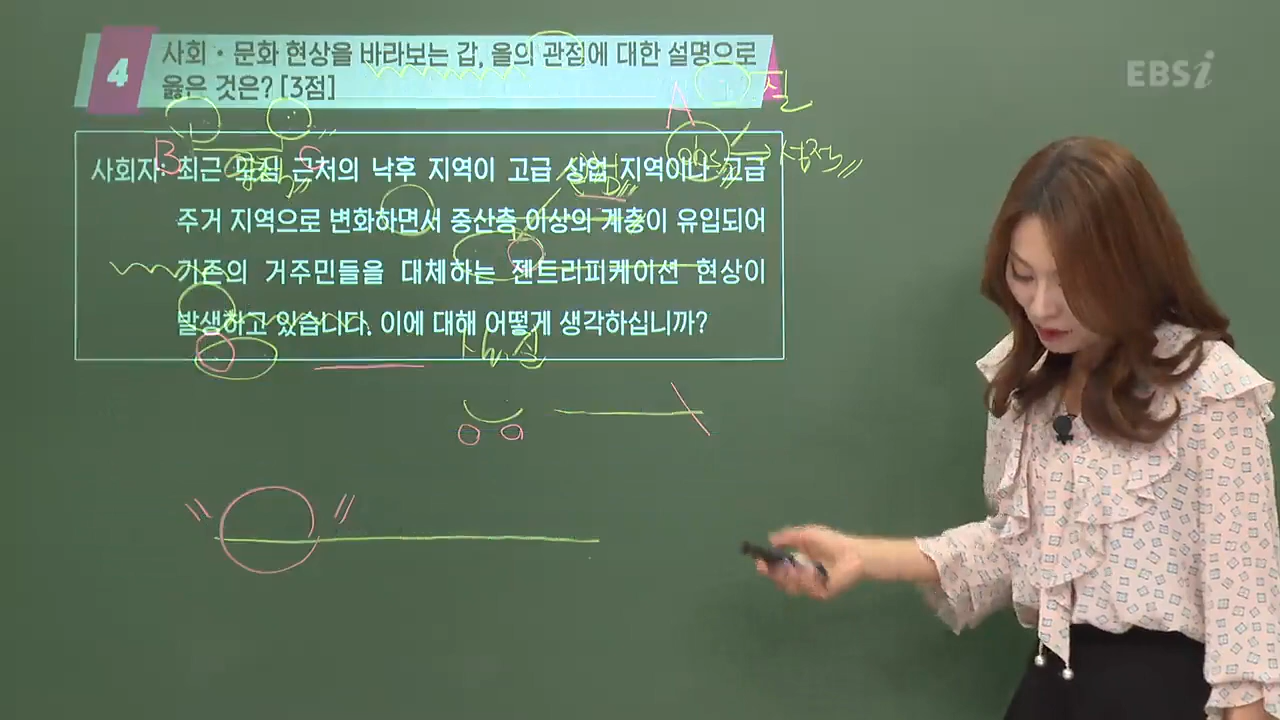 4
사회·문화 현상을 바라보는 갑, 을의 관점에 대한 설명으로
옳은 것은? [3점]
EBSi
A
B
사회자: 최근 도심 근처의 낙후 지역이 고급 상업 지역이나 고급
주거 지역으로 변화하면서 중산층 이상의 계층이 유입되어
기존의 거주민들을 대체하는 젠트리피케이션 현상이
발생하고 있습니다. 이에 대해 어떻게 생각하십니까?